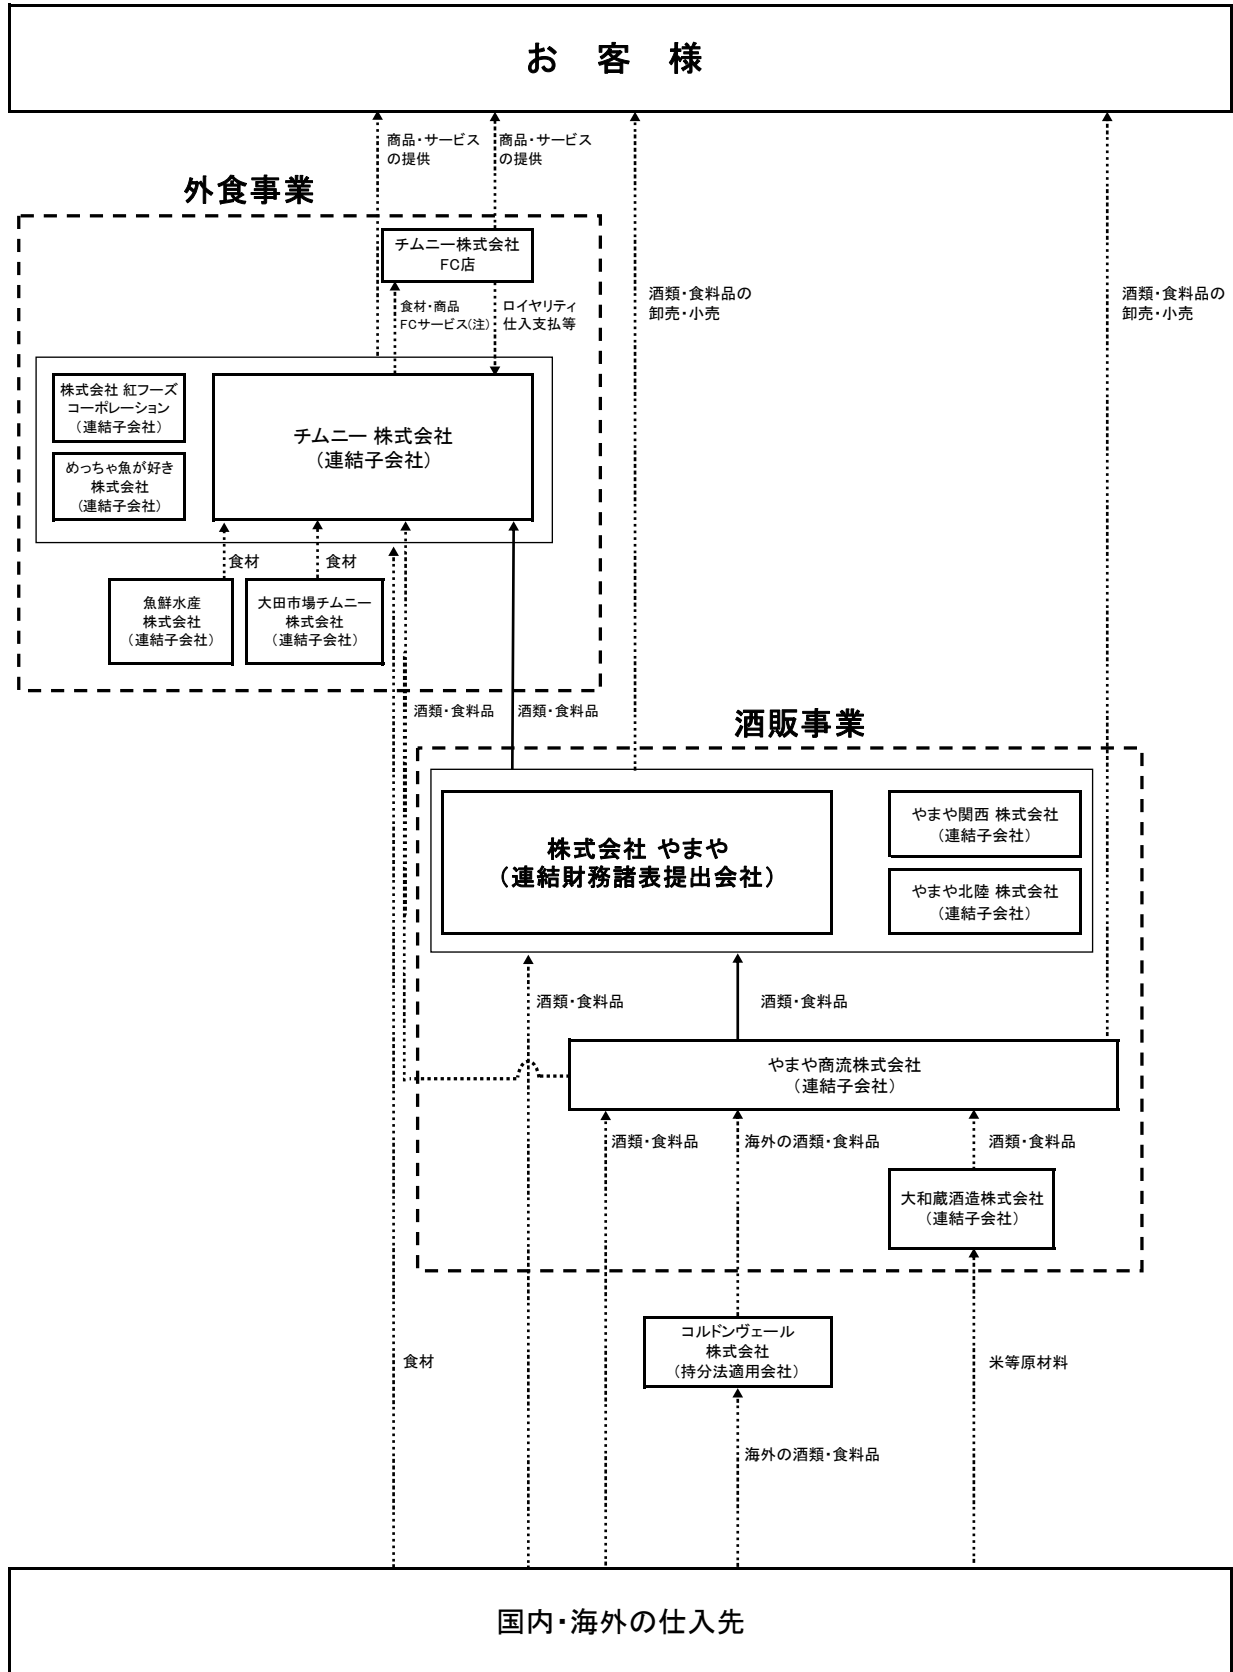 お 客 様
商品・サービス
の提供
商品・サービス
の提供
外食事業
チムニー株式会社
FC店
食材・商品
FCサービス(注)
ロイヤリティ
仕入支払等
酒類・食料品の
卸売・小売
酒類・食料品の
卸売・小売
株式会社 紅フーズ
コーポレーション
（連結子会社）
めっちゃ魚が好き
株式会社
（連結子会社）
チムニー 株式会社
（連結子会社）
食材
食材
魚鮮水産
株式会社
（連結子会社）
大田市場チムニー
株式会社
（連結子会社）
酒類・食料品
酒類・食料品
酒販事業
株式会社 やまや
（連結財務諸表提出会社）
やまや関西 株式会社
（連結子会社）
やまや北陸 株式会社
（連結子会社）
酒類・食料品
酒類・食料品
やまや商流株式会社
（連結子会社）
酒類・食料品
海外の酒類・食料品
酒類・食料品
大和蔵酒造株式会社
（連結子会社）
コルドンヴェール
株式会社
（持分法適用会社）
食材
米等原材料
海外の酒類・食料品
国内・海外の仕入先